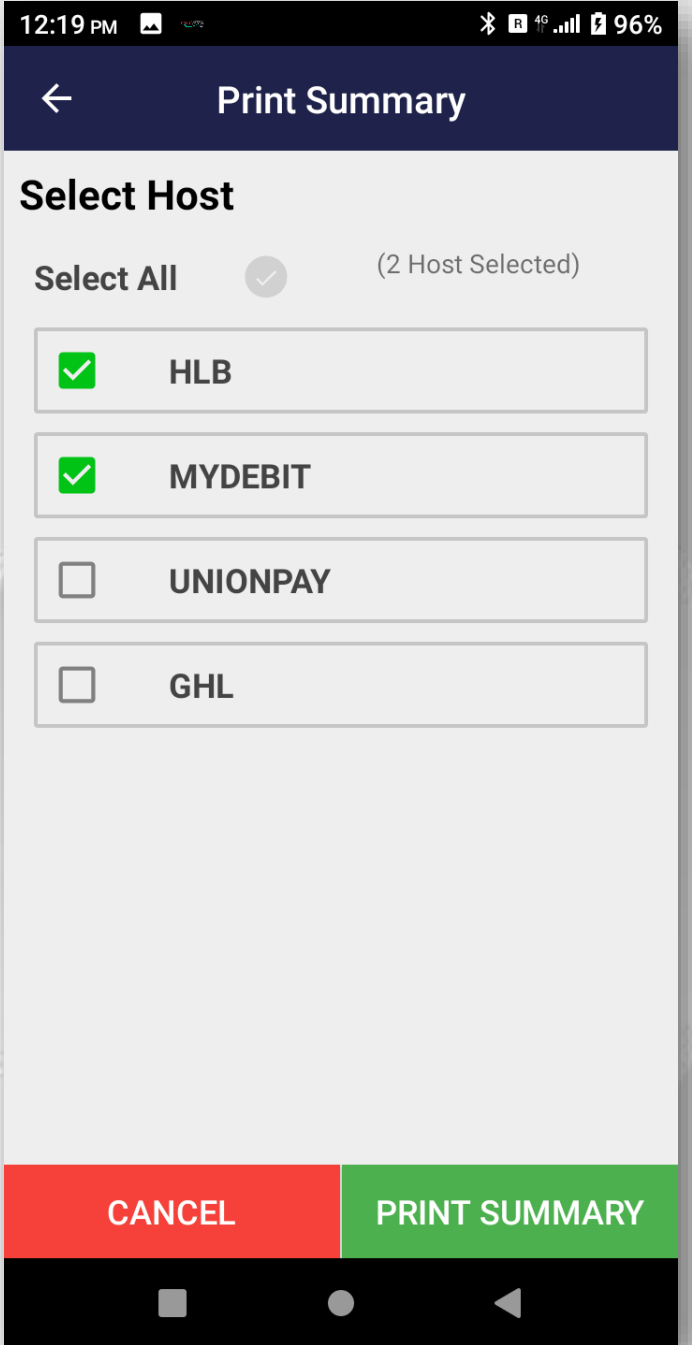 12:19 PM R 4G 96%
Print Summary
Select Host
Select All (2 Host Selected)
HLB
MYDEBIT
UNIONPAY
GHL
CANCEL PRINT SUMMARY